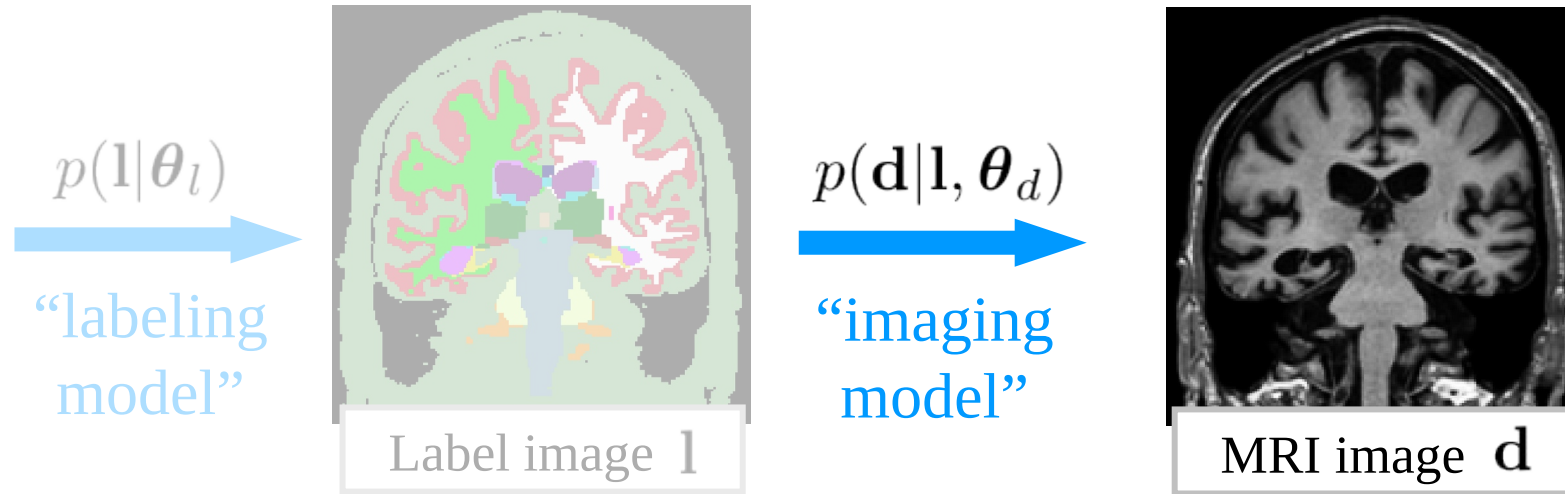 p(l|θ_l)
“labeling
model”
Label image l
p(d|l, θ_d)
“imaging
model”
MRI image d